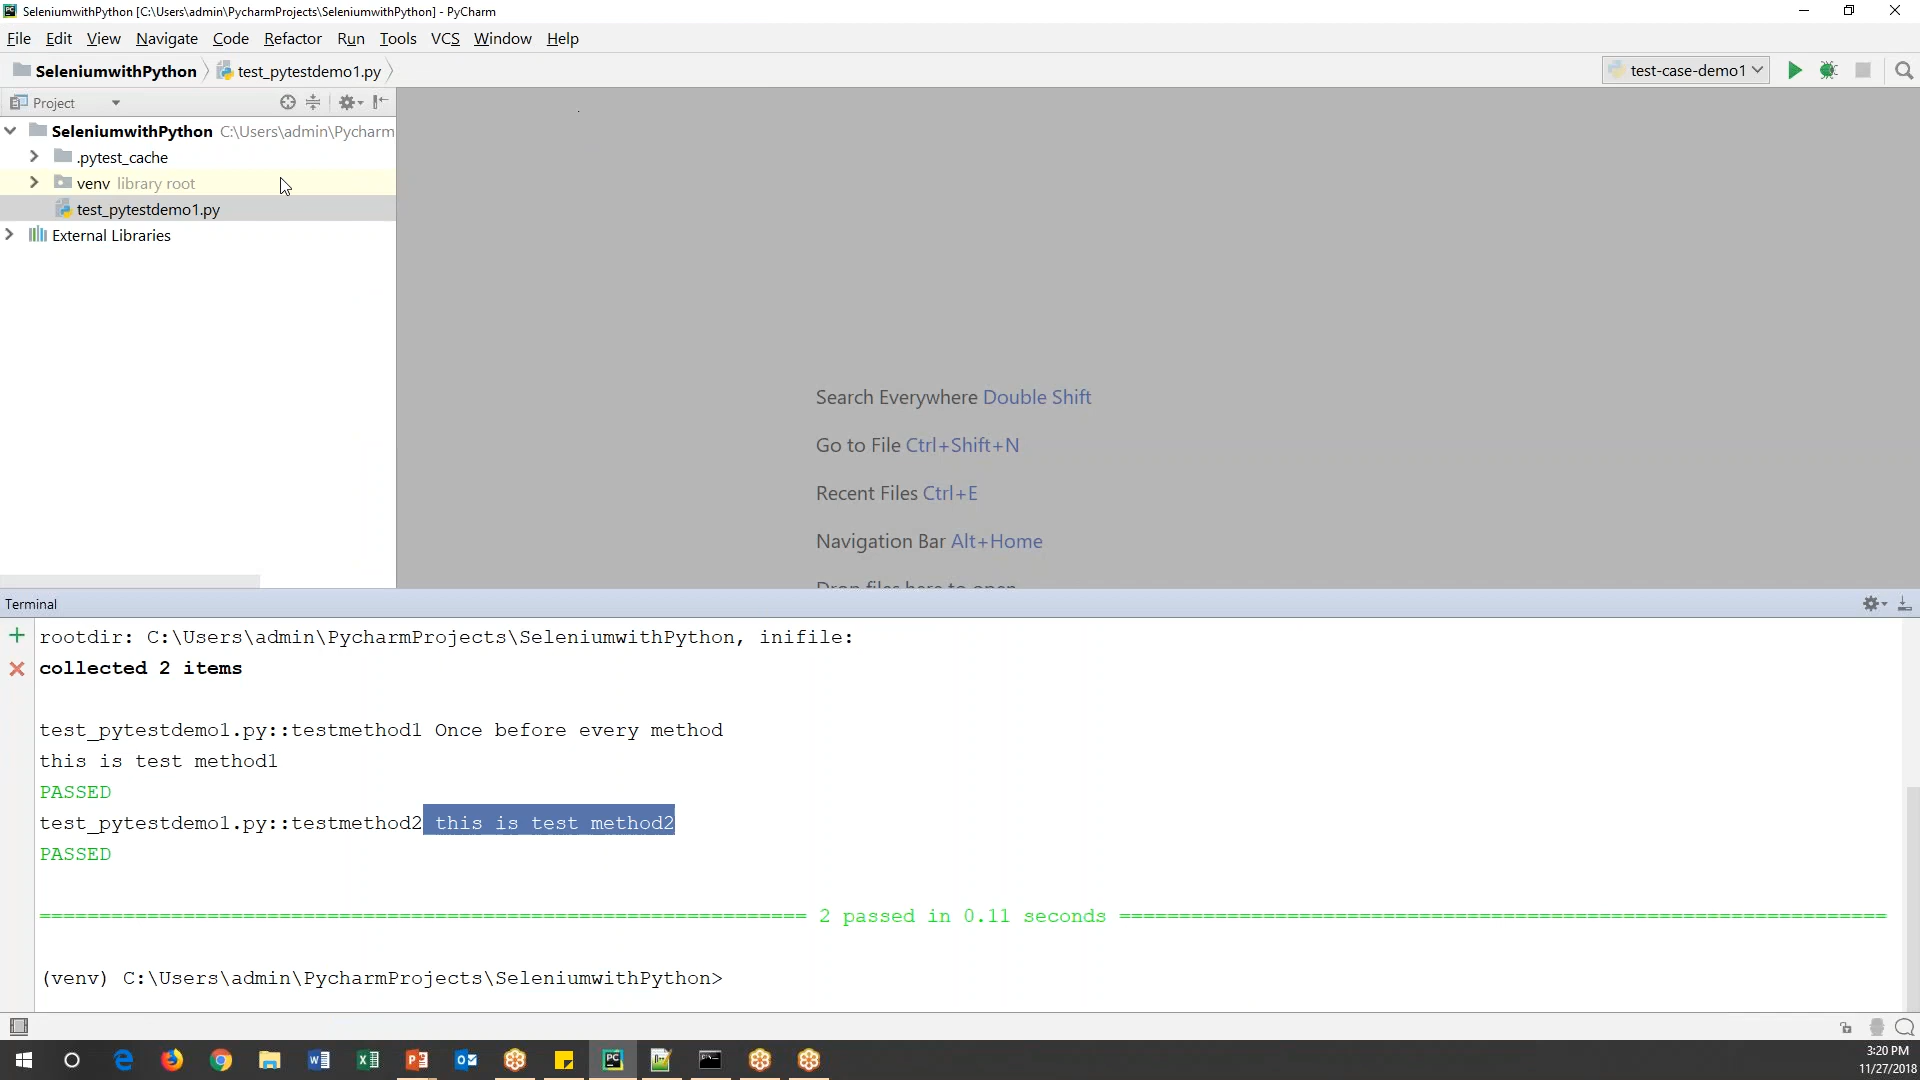 SeleniumwithPython [C:\Users\admin\PycharmProjects\SeleniumwithPython] - PyCharm
File Edit View Navigate Code Refactor Run Tools VCS Window Help
SeleniumwithPython test_pytestdemo1.py test-case-demo1
Project
SeleniumwithPython C:\Users\admin\Pycharm
.pytest_cache
venv library root
test_pytestdemo1.py
External Libraries
Search Everywhere Double Shift
Go to File Ctrl+Shift+N
Recent Files Ctrl+E
Navigation Bar Alt+Home
Drop files here to open
Terminal
rootdir: C:\Users\admin\PycharmProjects\SeleniumwithPython, inifile:
collected 2 items
test_pytestdemo1.py::testmethod1 Once before every method
this is test method1
PASSED
test_pytestdemo1.py::testmethod2 this is test method2
PASSED
================================================================ 2 passed in 0.11 seconds ================================================================
(venv) C:\Users\admin\PycharmProjects\SeleniumwithPython>
3:20 PM
11/27/2018